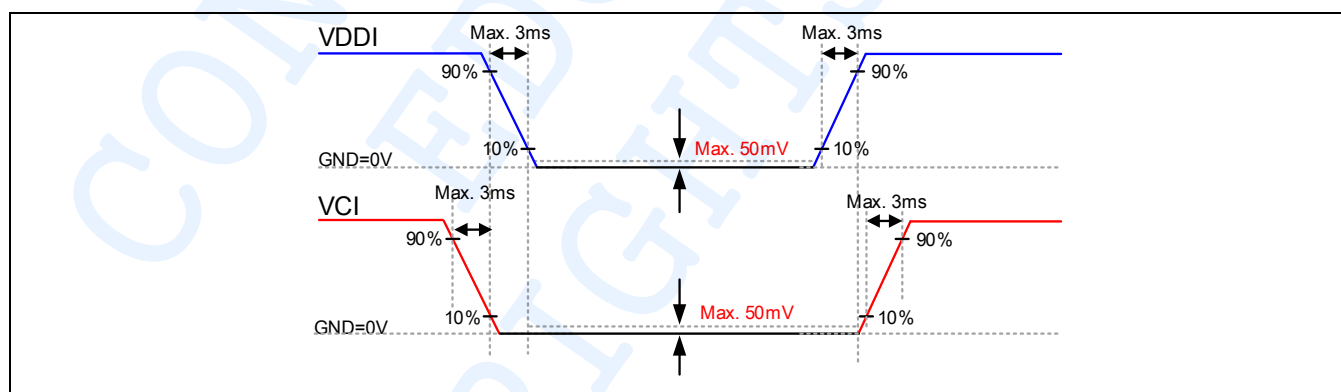 Max. 3ms
Max. 3ms
VDDI
90%
90%
10%
Max. 50mV
10%
GND=0V
Max. 3ms
Max. 3ms
VCI
90%
90%
10%
Max. 50mV
10%
GND=0V